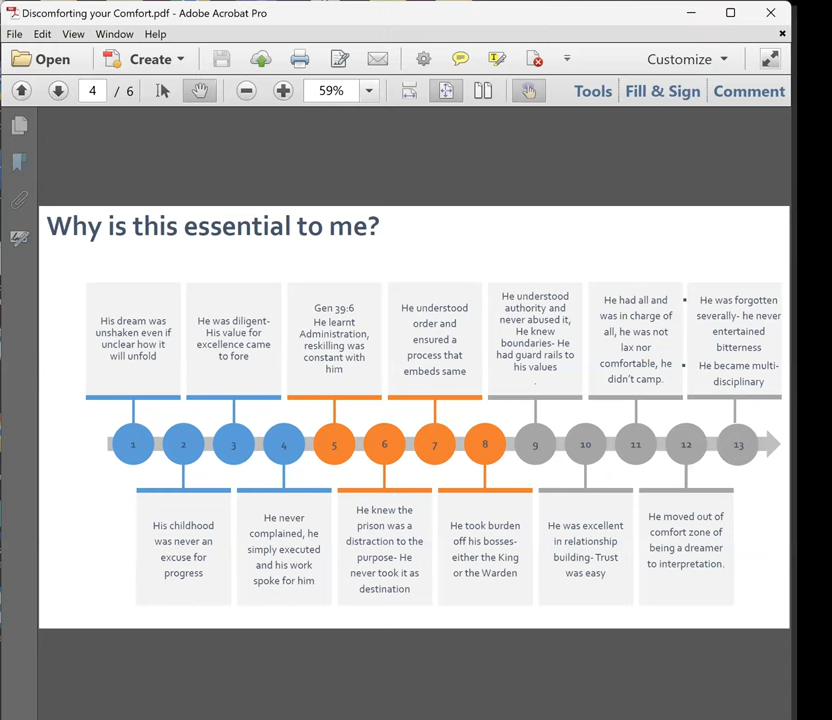 Discomforting your Comfort.pdf - Adobe Acrobat Pro
File Edit View Window Help
Open Create Customize
4 / 6 59% Tools Fill & Sign Comment
Why is this essential to me?
His dream was
unshaken even if
unclear how it
will unfold
He was diligent-
His value for
excellence came
to fore
Gen 39:6
He learnt
Administration,
reskilling was
constant with
him
He understood
order and
ensured a
process that
embeds same
He understood
authority and
never abused it,
He knew
boundaries- He
had guard rails to
his values
.
He had all and
was in charge of
all, he was not
lax nor
comfortable, he
didn't camp.
▪ He was forgotten
severally- he never
entertained
bitterness
▪ He became multi-
disciplinary
1 2 3 4 5 6 7 8 9 10 11 12 13
His childhood
was never an
excuse for
progress
He never
complained, he
simply executed
and his work
spoke for him
He knew the
prison was a
distraction to the
purpose- He
never took it as
destination
He took burden
off his bosses-
either the King
or the Warden
He was excellent
in relationship
building- Trust
was easy
He moved out of
comfort zone of
being a dreamer
to interpretation.